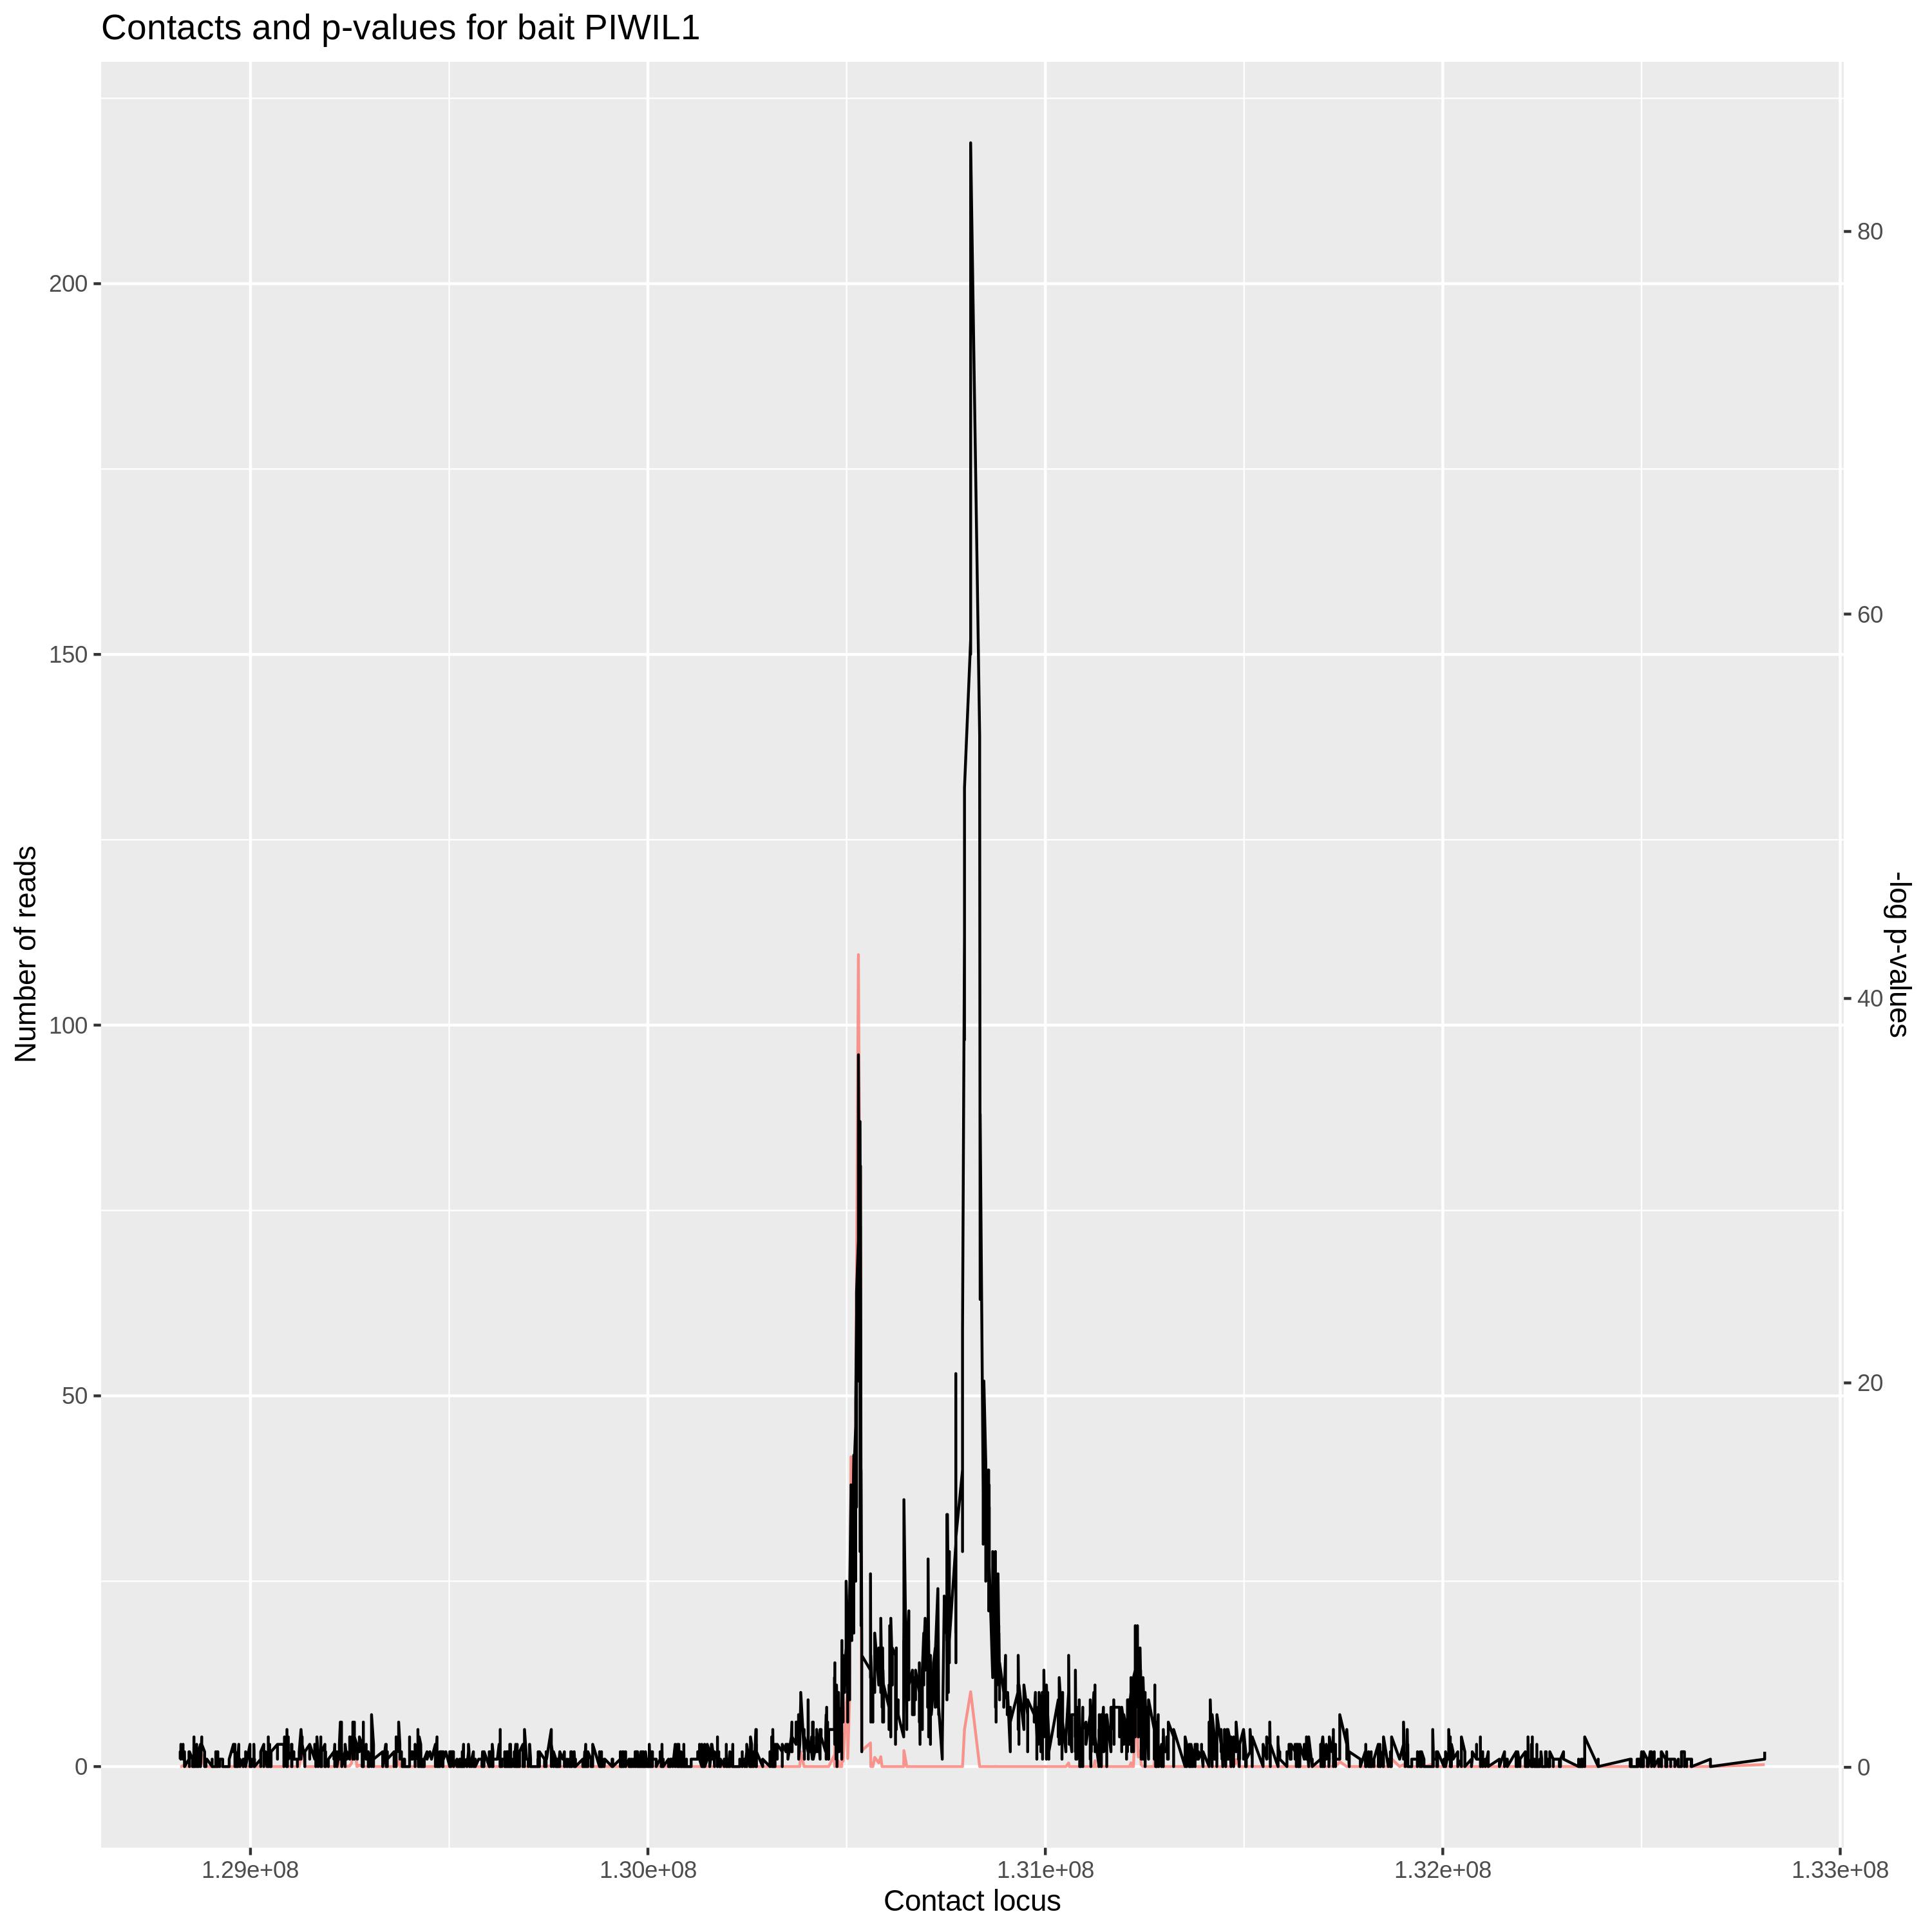 Contacts and p-values for bait PIWIL1
Number of reads
200
150
100
50
0
80
60
40
20
0
-log p-values
1.29e+08
1.30e+08
1.31e+08
1.32e+08
1.33e+08
Contact locus